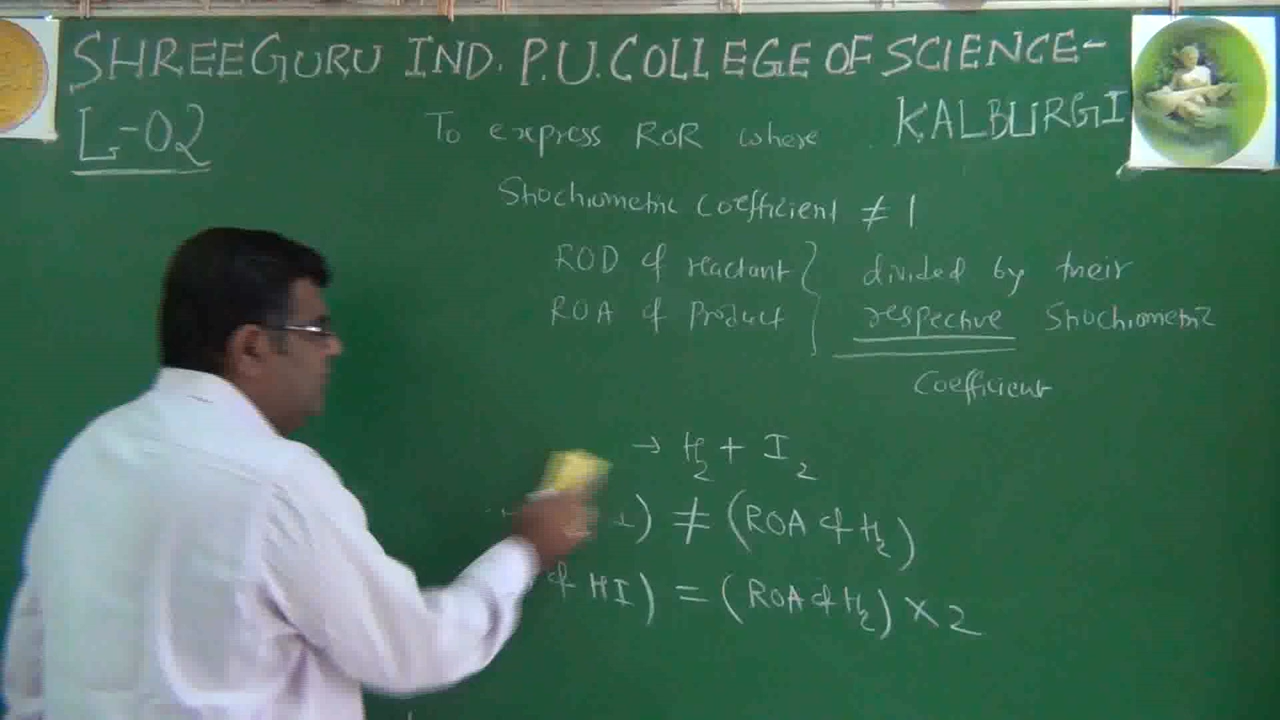 SHREEGURU IND. P.U. COLLEGE OF SCIENCE-
KALBURGI
L-02
To express ROR where
Stochiometric Coefficient ≠ 1
ROD of reactant } divided by their
ROA of Product respective Stochiometric
Coefficient
→ H₂ + I₂
) ≠ (ROA of H₂)
of HI) = (ROA of H₂) × 2